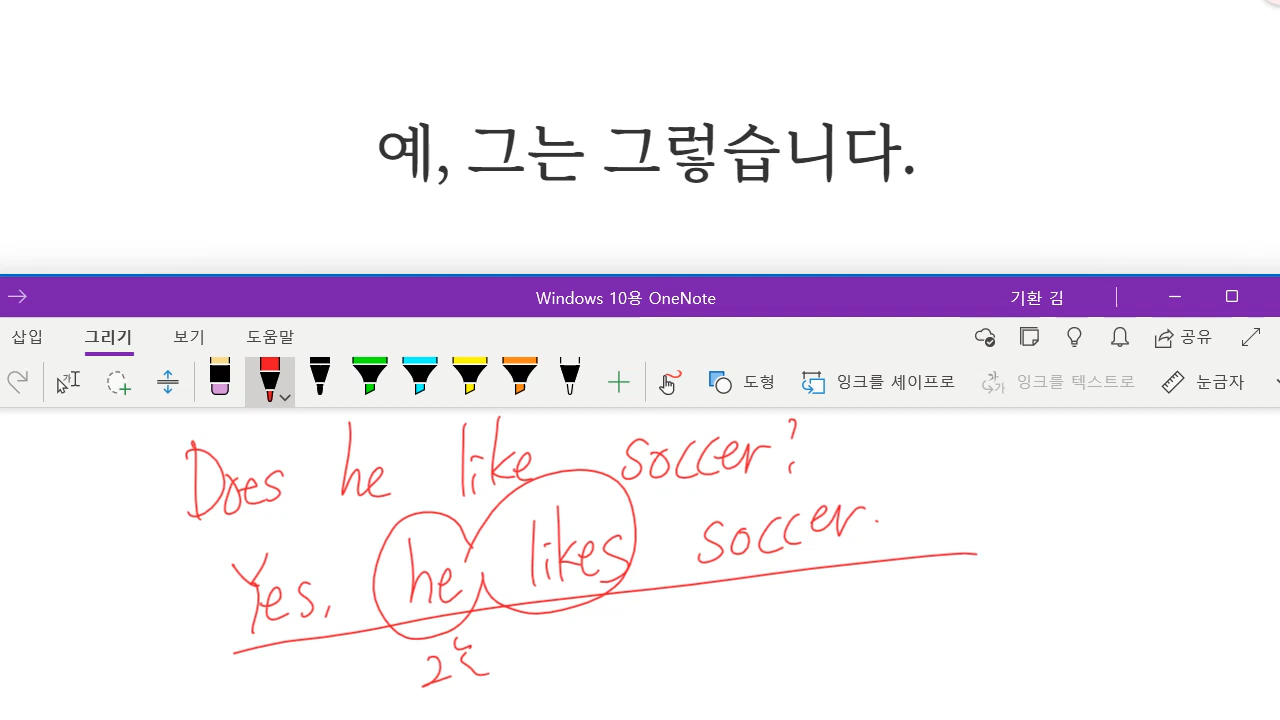 예, 그는 그렇습니다.
Windows 10용 OneNote 기환 김
삽입 그리기 보기 도움말 공유
도형 잉크를 셰이프로 잉크를 텍스트로 눈금자
Does he like soccer?
Yes, he likes soccer.